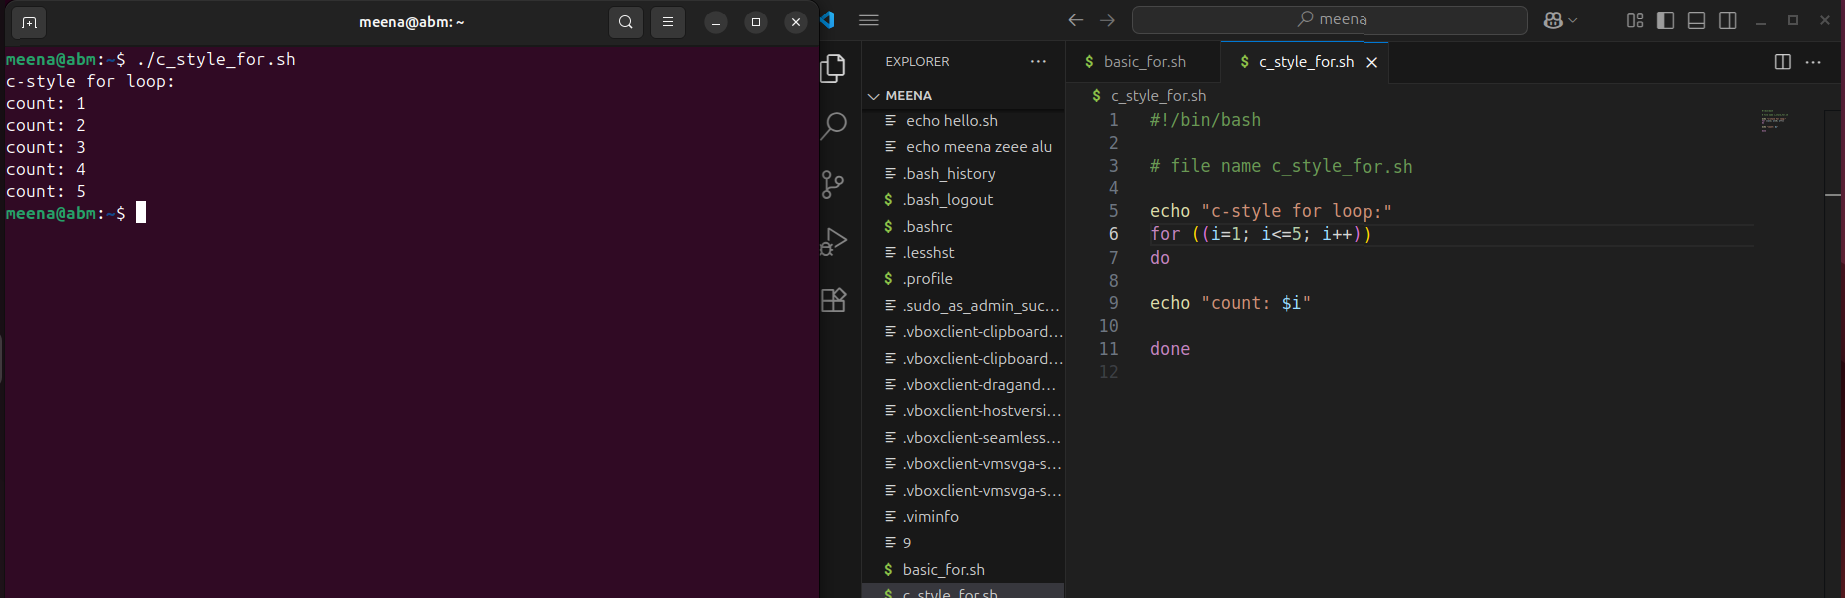 meena@abm: ~
meena@abm:~$ ./c_style_for.sh
c-style for loop:
count: 1
count: 2
count: 3
count: 4
count: 5
meena@abm:~$
meena
EXPLORER
MEENA
echo hello.sh
echo meena zeee alu
.bash_history
$ .bash_logout
$ .bashrc
.lesshst
$ .profile
.sudo_as_admin_suc...
.vboxclient-clipboard...
.vboxclient-clipboard...
.vboxclient-dragand...
.vboxclient-hostversi...
.vboxclient-seamless...
.vboxclient-vmsvga-s...
.vboxclient-vmsvga-s...
.viminfo
9
$ basic_for.sh
$ c_style_for.sh
$ basic_for.sh
$ c_style_for.sh
$ c_style_for.sh
1 #!/bin/bash
2
3 # file name c_style_for.sh
4
5 echo "c-style for loop:"
6 for ((i=1; i<=5; i++))
7 do
8
9 echo "count: $i"
10
11 done
12